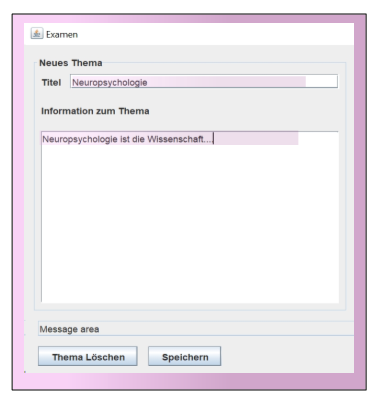 Examen
Neues Thema
Titel Neuropsychologie
Information zum Thema
Neuropsychologie ist die Wissenschaft...
Message area
Thema Löschen Speichern